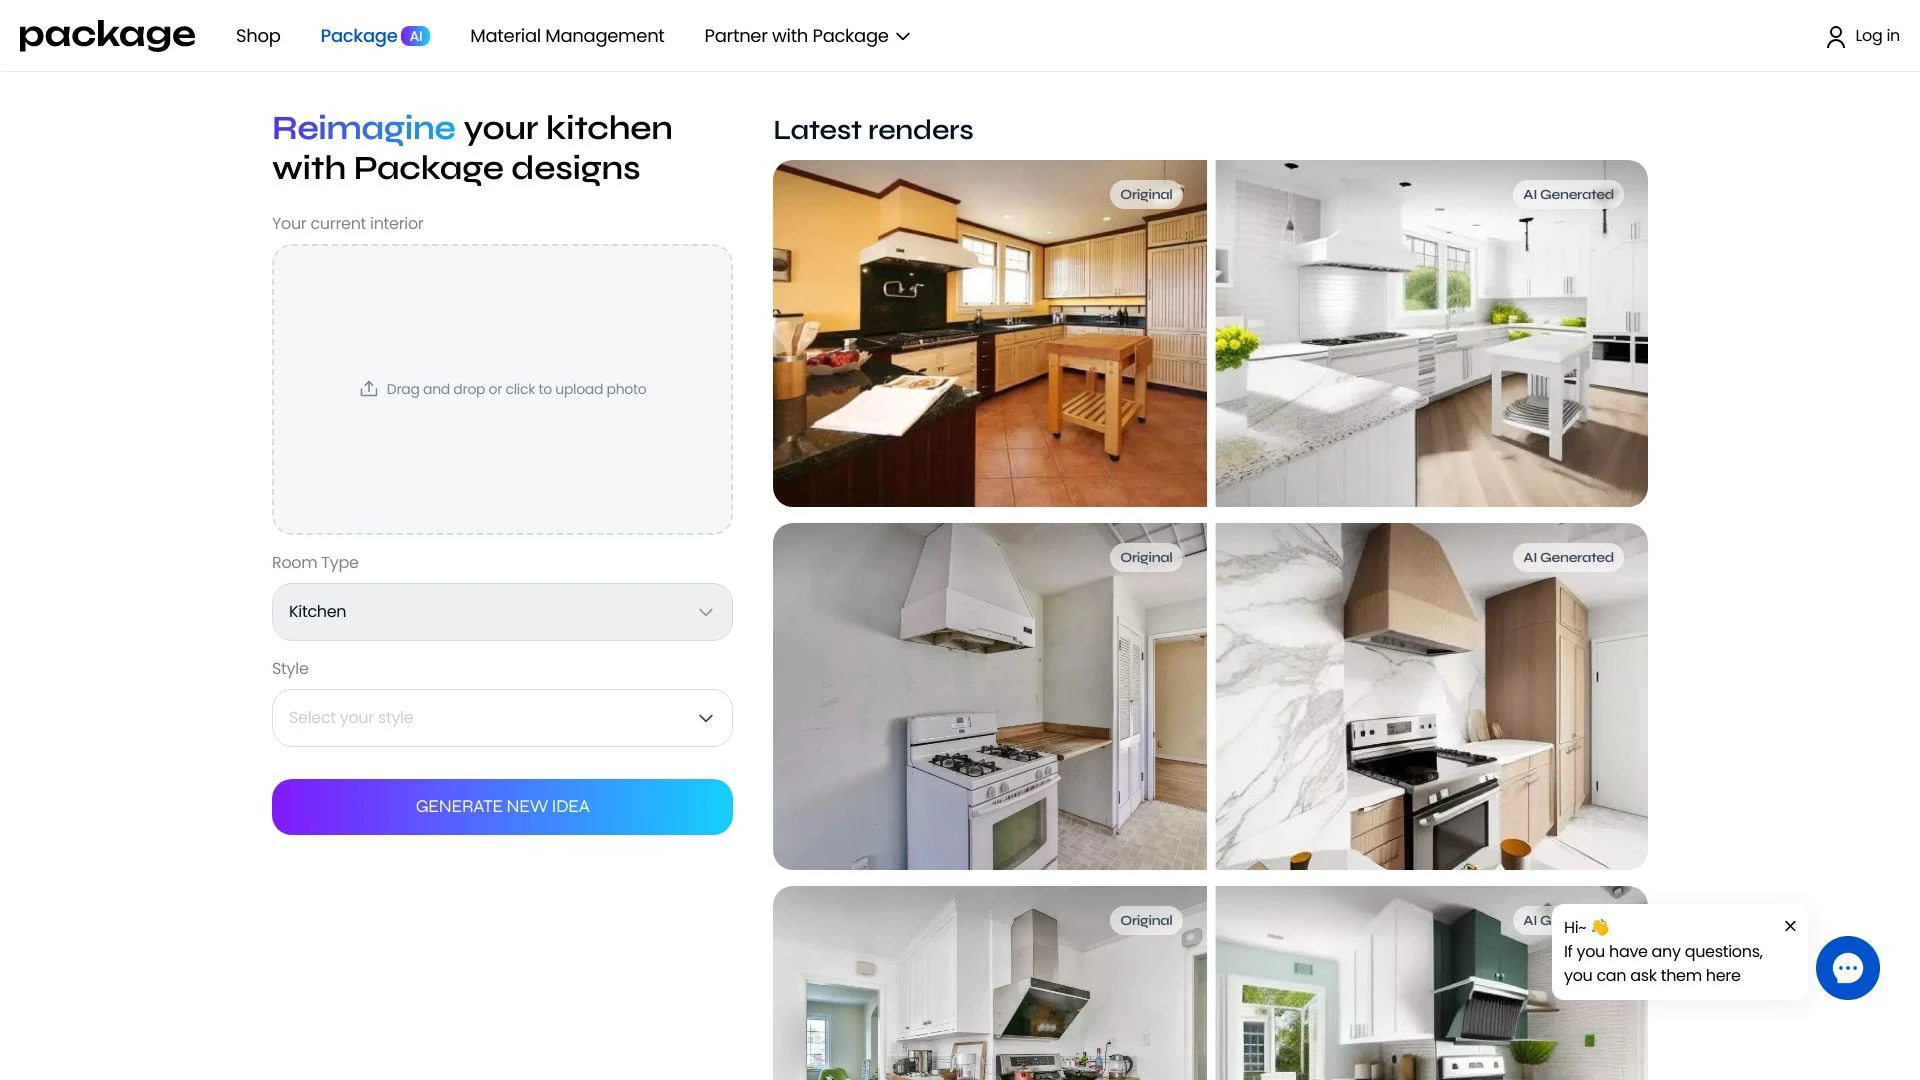 package
Shop
Package AI
Material Management
Partner with Package
Log in
Reimagine your kitchen
with Package designs
Your current interior
Drag and drop or click to upload photo
Room Type
Kitchen
Style
Select your style
GENERATE NEW IDEA
Latest renders
Original
AI Generated
Original
AI Generated
Original
AI G
Hi~ 👋
If you have any questions,
you can ask them here